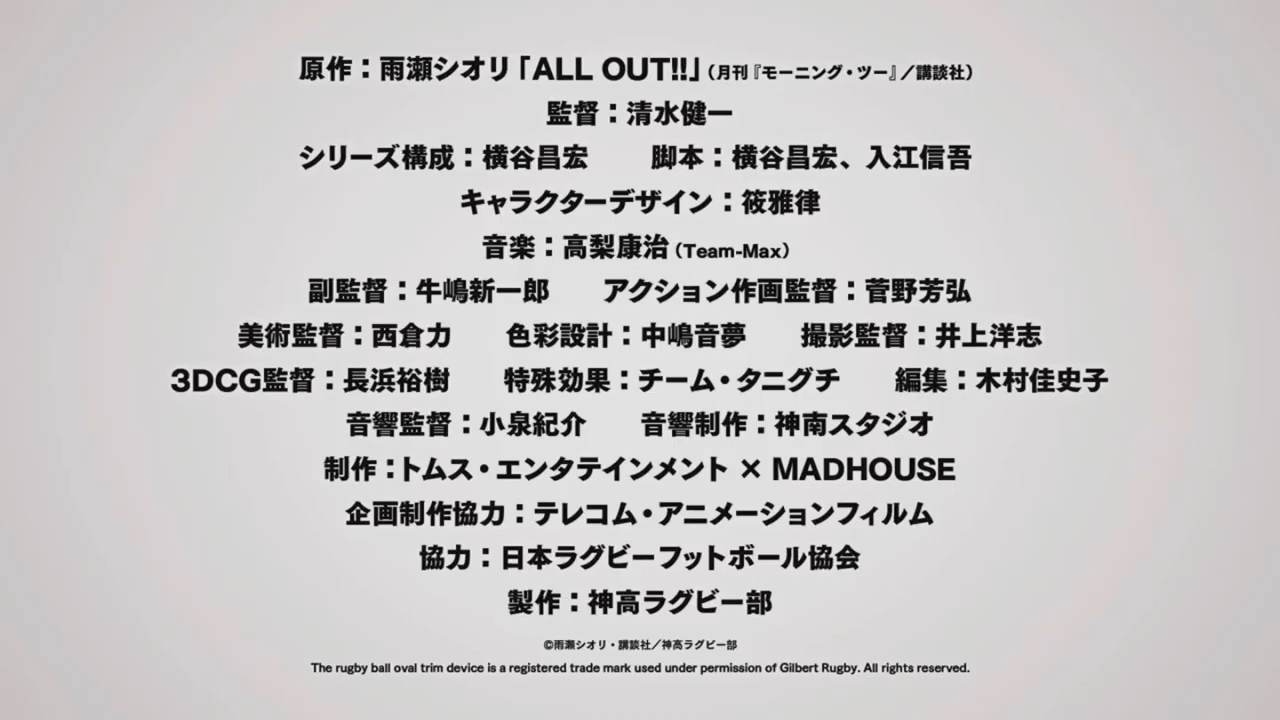 原作：雨瀬シオリ「ALL OUT!!」（月刊『モーニング・ツー』／講談社）
監督：清水健一
シリーズ構成：横谷昌宏　脚本：横谷昌宏、入江信吾
キャラクターデザイン：筱雅律
音楽：高梨康治（Team-Max）
副監督：牛嶋新一郎　アクション作画監督：菅野芳弘
美術監督：西倉力　色彩設計：中嶋音夢　撮影監督：井上洋志
3DCG監督：長浜裕樹　特殊効果：チーム・タニグチ　編集：木村佳史子
音響監督：小泉紀介　音響制作：神南スタジオ
制作：トムス・エンタテインメント × MADHOUSE
企画制作協力：テレコム・アニメーションフィルム
協力：日本ラグビーフットボール協会
製作：神高ラグビー部
©雨瀬シオリ・講談社／神高ラグビー部
The rugby ball oval trim device is a registered trade mark used under permission of Gilbert Rugby. All rights reserved.